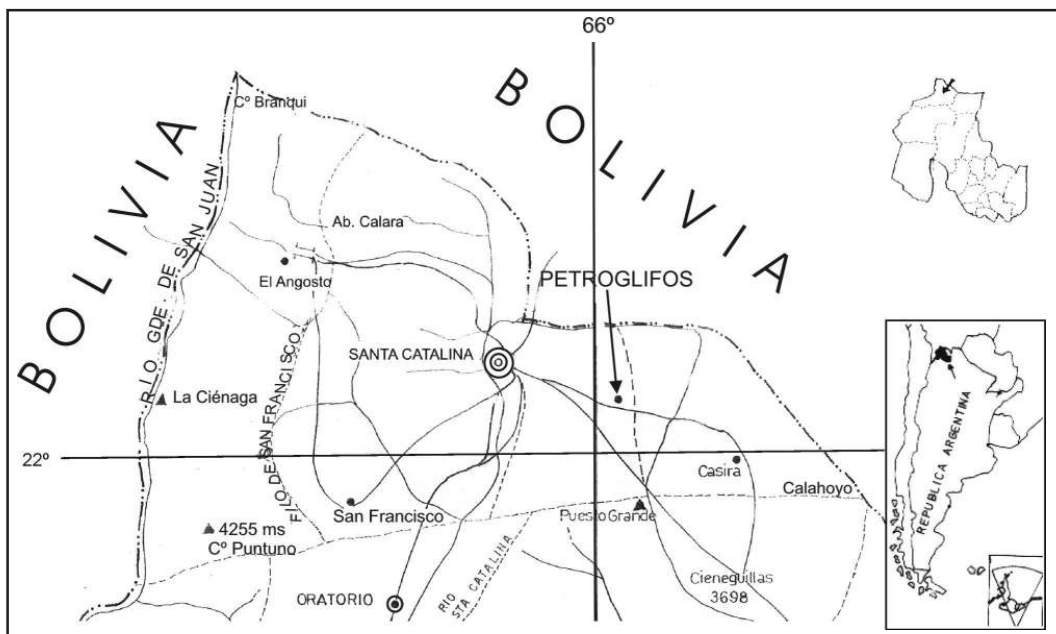 66º
BOLIVIA
BOLIVIA
Cº Branqui
RÍO GDE. DE SAN JUAN
Ab. Calara
El Angosto
PETROGLIFOS
SANTA CATALINA
FILO DE SAN FRANCISCO
La Ciénaga
22º
Casira
San Francisco
Calahoyo
Puesto Grande
4255 ms
Cº Puntuno
RIO
STA CATALINA
Cieneguillas
3698
ORATORIO
REPUBLICA ARGENTINA